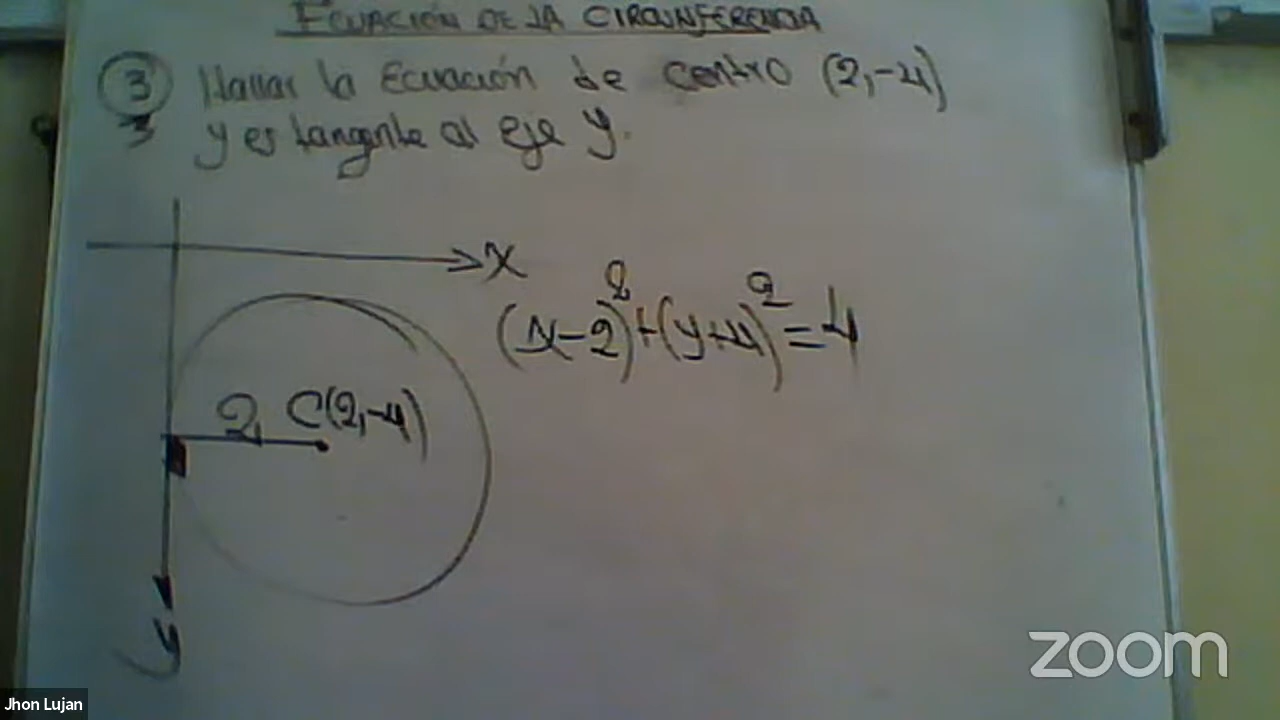 ECUACIÓN DE LA CIRCUNFERENCIA
3 Hallar la Ecuación de centro (2,-4)
y es tangente al eje y.
x
(x-2)²+(y+4)²=4
2 C(2,-4)
y
zoom
Jhon Lujan